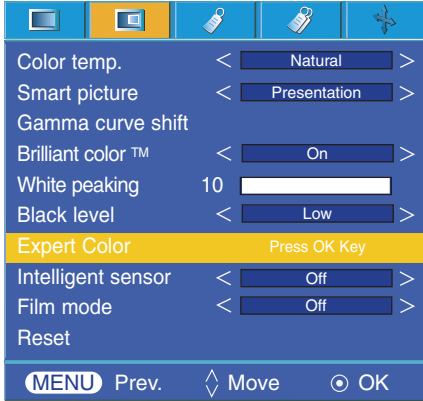 Color temp. < Natural >
Smart picture < Presentation >
Gamma curve shift
Brilliant color ™ < On >
White peaking 10
Black level < Low >
Expert Color Press OK Key
Intelligent sensor < Off >
Film mode < Off >
Reset
MENU Prev. Move OK